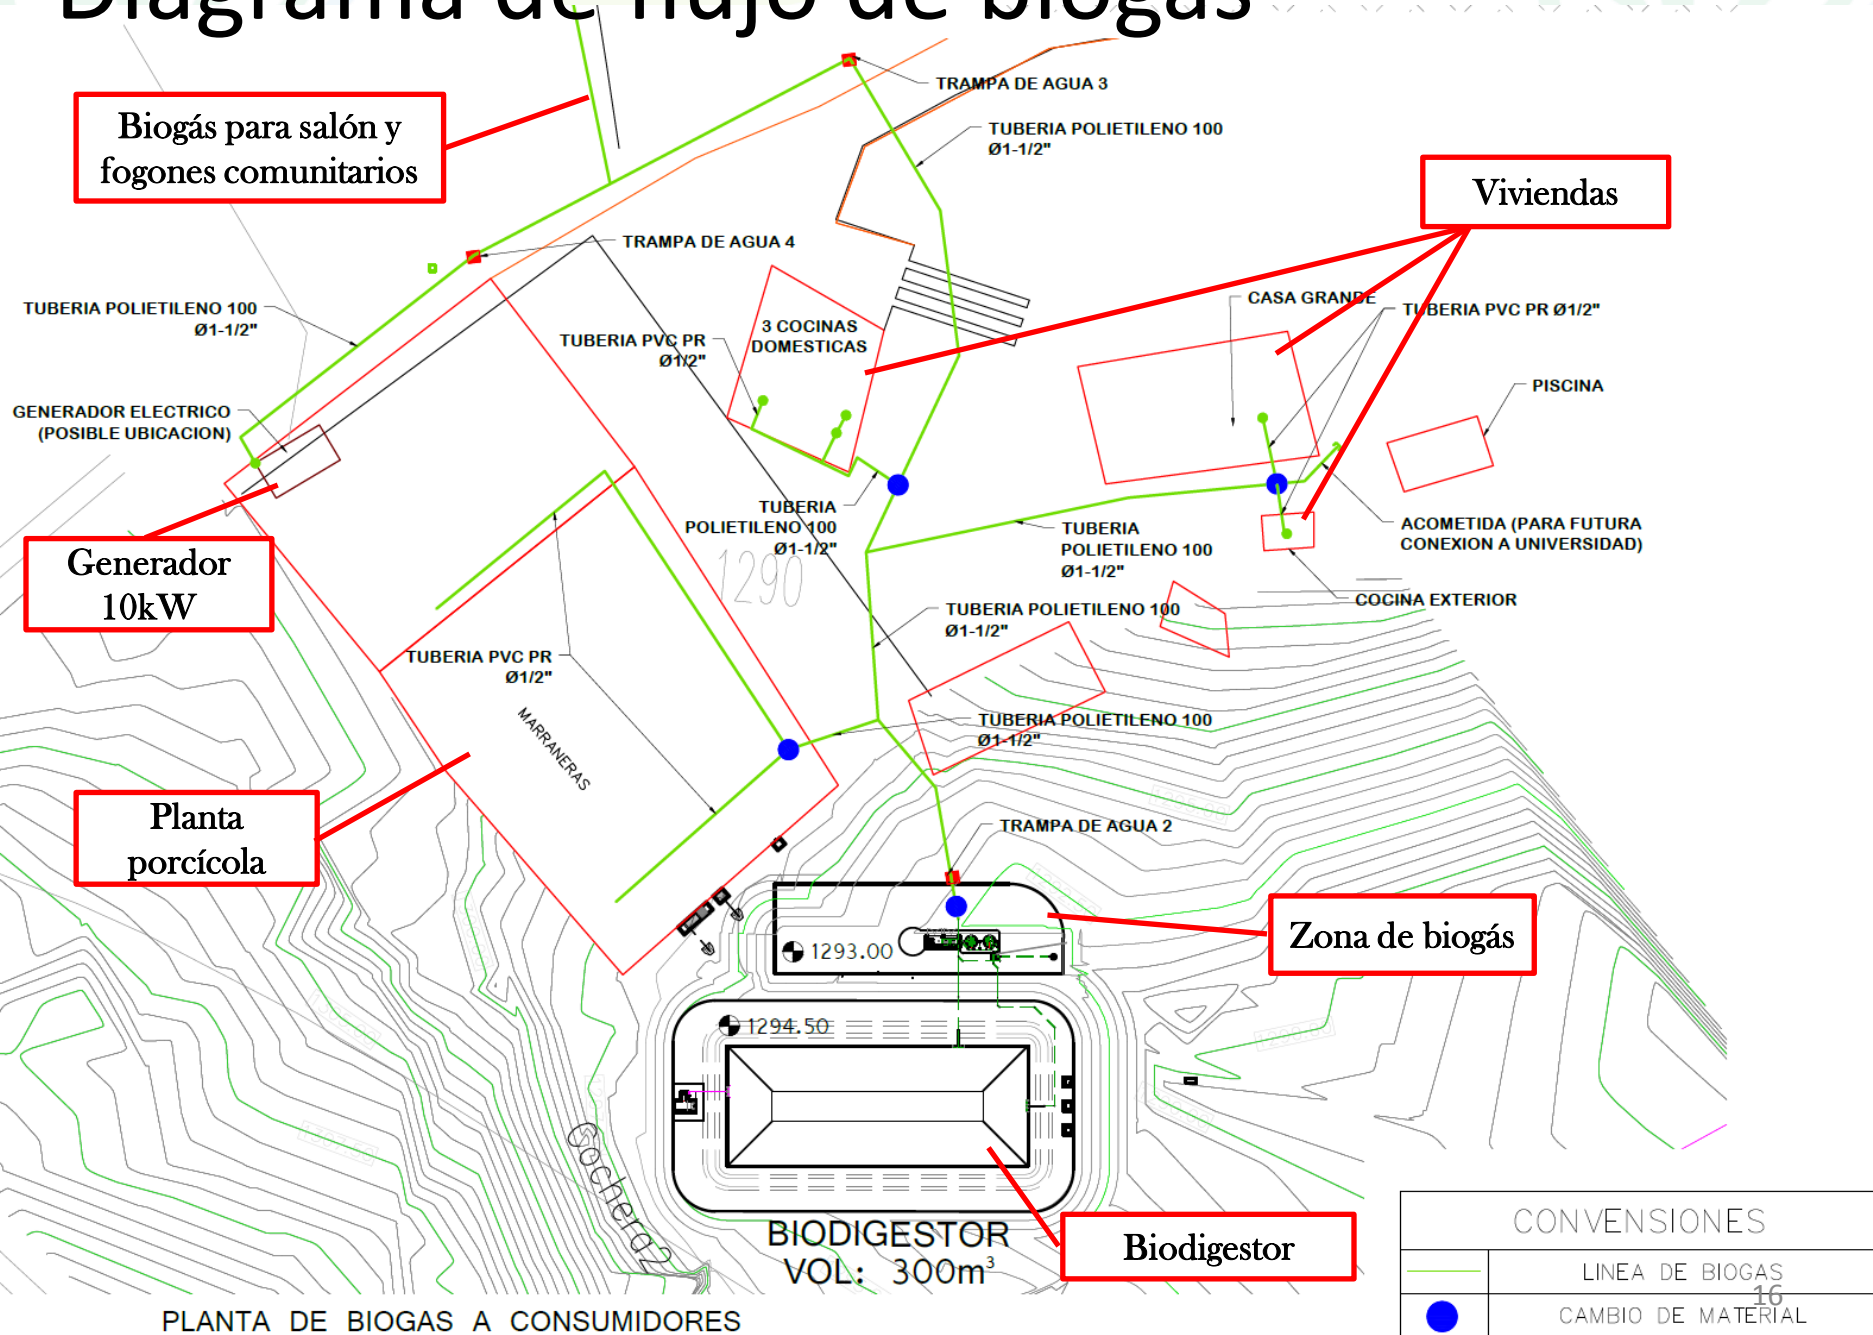 Diagrama de flujo de biogás
Biogás para salón y
fogones comunitarios
TRAMPA DE AGUA 3
TUBERIA POLIETILENO 100
Ø1-1/2"
Viviendas
TRAMPA DE AGUA 4
TUBERIA POLIETILENO 100
Ø1-1/2"
TUBERIA PVC PR
Ø1/2"
3 COCINAS
DOMESTICAS
CASA GRANDE
TUBERIA PVC PR Ø1/2"
PISCINA
GENERADOR ELECTRICO
(POSIBLE UBICACION)
Generador
10kW
TUBERIA
POLIETILENO 100
Ø1-1/2"
1290
TUBERIA
POLIETILENO 100
Ø1-1/2"
ACOMETIDA (PARA FUTURA
CONEXION A UNIVERSIDAD)
COCINA EXTERIOR
TUBERIA POLIETILENO 100
Ø1-1/2"
TUBERIA PVC PR
Ø1/2"
MARRANERAS
TUBERIA POLIETILENO 100
Ø1-1/2"
Planta
porcícola
TRAMPA DE AGUA 2
Zona de biogás
1293.00
1294.50
Cochera2
BIODIGESTOR
VOL: 300m³
Biodigestor
CONVENSIONES
LINEA DE BIOGAS
16
CAMBIO DE MATERIAL
PLANTA DE BIOGAS A CONSUMIDORES